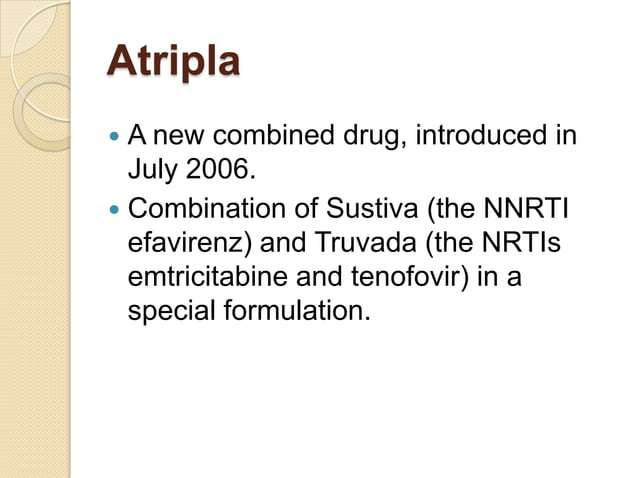 Atripla
• A new combined drug, introduced in
July 2006.
• Combination of Sustiva (the NNRTI
efavirenz) and Truvada (the NRTIs
emtricitabine and tenofovir) in a
special formulation.